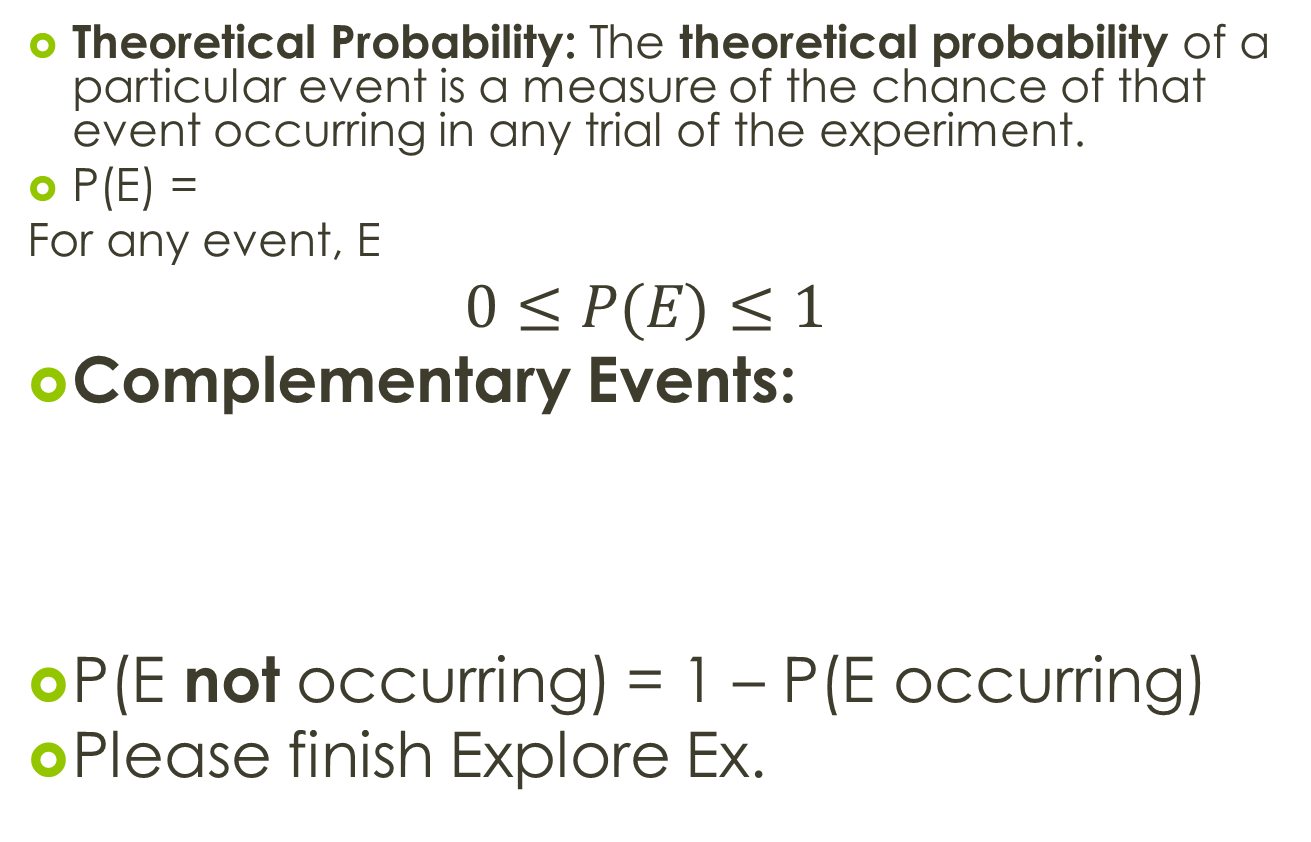 Theoretical Probability: The theoretical probability of a
particular event is a measure of the chance of that
event occurring in any trial of the experiment.
P(E) =
For any event, E
0 ≤ P(E) ≤ 1
Complementary Events:
P(E not occurring) = 1 – P(E occurring)
Please finish Explore Ex.